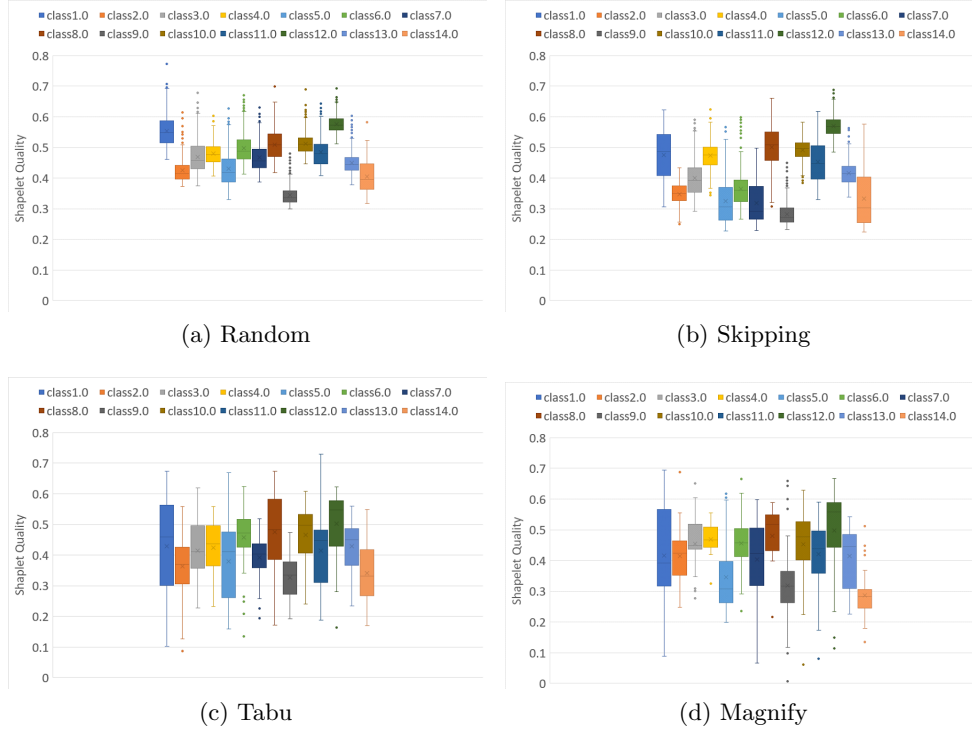 class1.0 class2.0 class3.0 class4.0 class5.0 class6.0 class7.0
class8.0 class9.0 class10.0 class11.0 class12.0 class13.0 class14.0
0.8
0.7
0.6
0.5
0.4
0.3
0.2
0.1
0
Shapelet Quality
(a) Random
class1.0 class2.0 class3.0 class4.0 class5.0 class6.0 class7.0
class8.0 class9.0 class10.0 class11.0 class12.0 class13.0 class14.0
0.8
0.7
0.6
0.5
0.4
0.3
0.2
0.1
0
Shapelet Quality
(b) Skipping
class1.0 class2.0 class3.0 class4.0 class5.0 class6.0 class7.0
class8.0 class9.0 class10.0 class11.0 class12.0 class13.0 class14.0
0.8
0.7
0.6
0.5
0.4
0.3
0.2
0.1
0
Shapelet Quality
(c) Tabu
class1.0 class2.0 class3.0 class4.0 class5.0 class6.0 class7.0
class8.0 class9.0 class10.0 class11.0 class12.0 class13.0 class14.0
0.8
0.7
0.6
0.5
0.4
0.3
0.2
0.1
0
Shapelet Quality
(d) Magnify